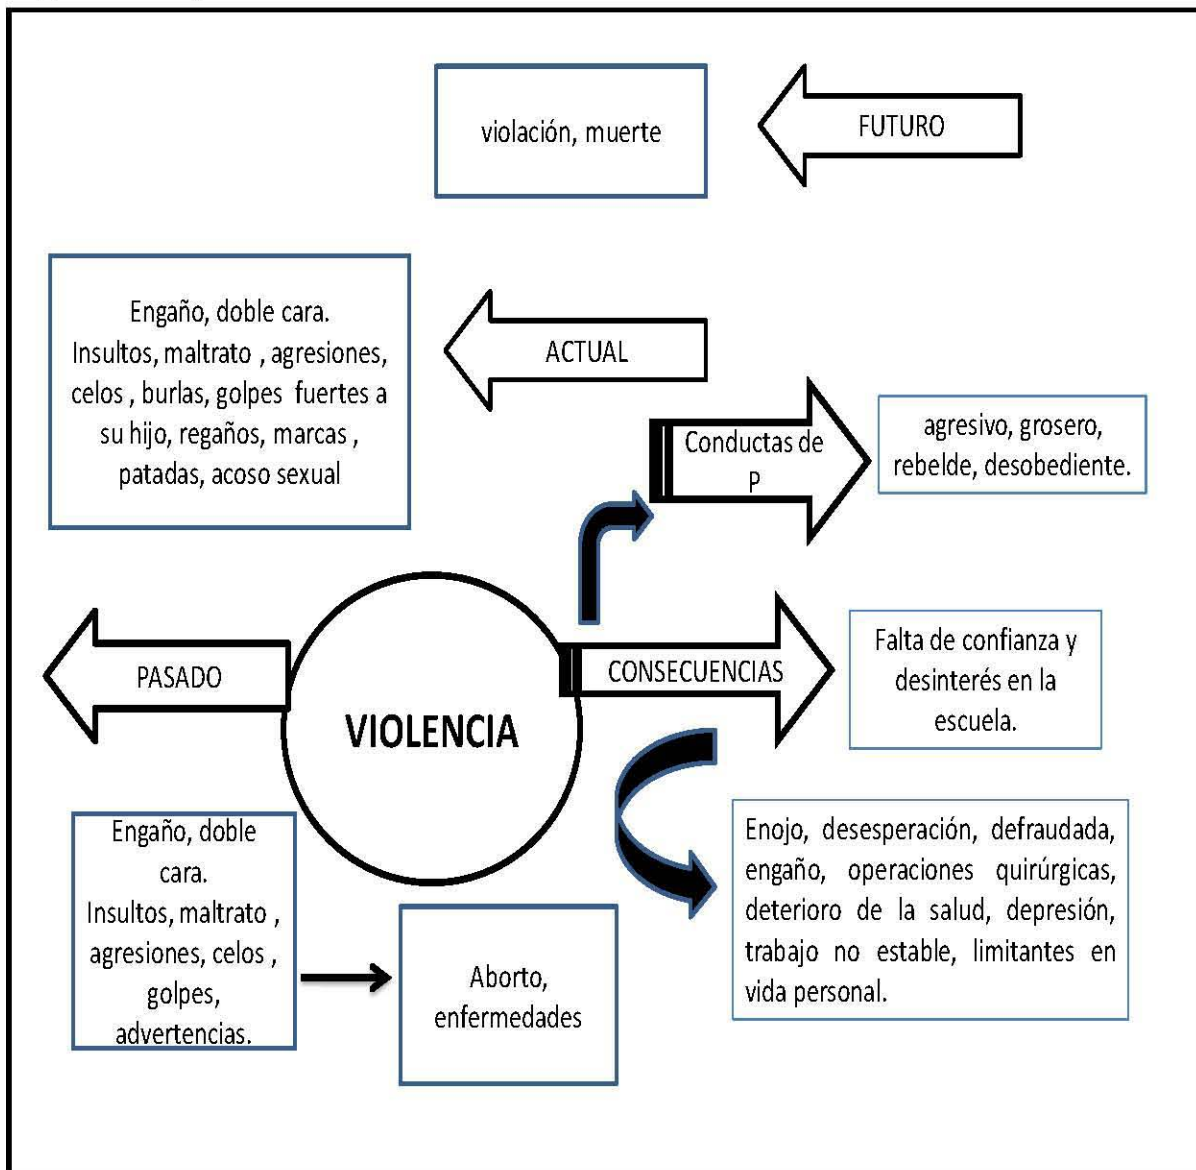 violación, muerte
FUTURO
Engaño, doble cara.
Insultos, maltrato , agresiones,
celos , burlas, golpes fuertes a
su hijo, regaños, marcas ,
patadas, acoso sexual
ACTUAL
Conductas de
P
agresivo, grosero,
rebelde, desobediente.
PASADO
VIOLENCIA
CONSECUENCIAS
Falta de confianza y
desinterés en la
escuela.
Engaño, doble
cara.
Insultos, maltrato ,
agresiones, celos ,
golpes,
advertencias.
Aborto,
enfermedades
Enojo, desesperación, defraudada,
engaño, operaciones quirúrgicas,
deterioro de la salud, depresión,
trabajo no estable, limitantes en
vida personal.